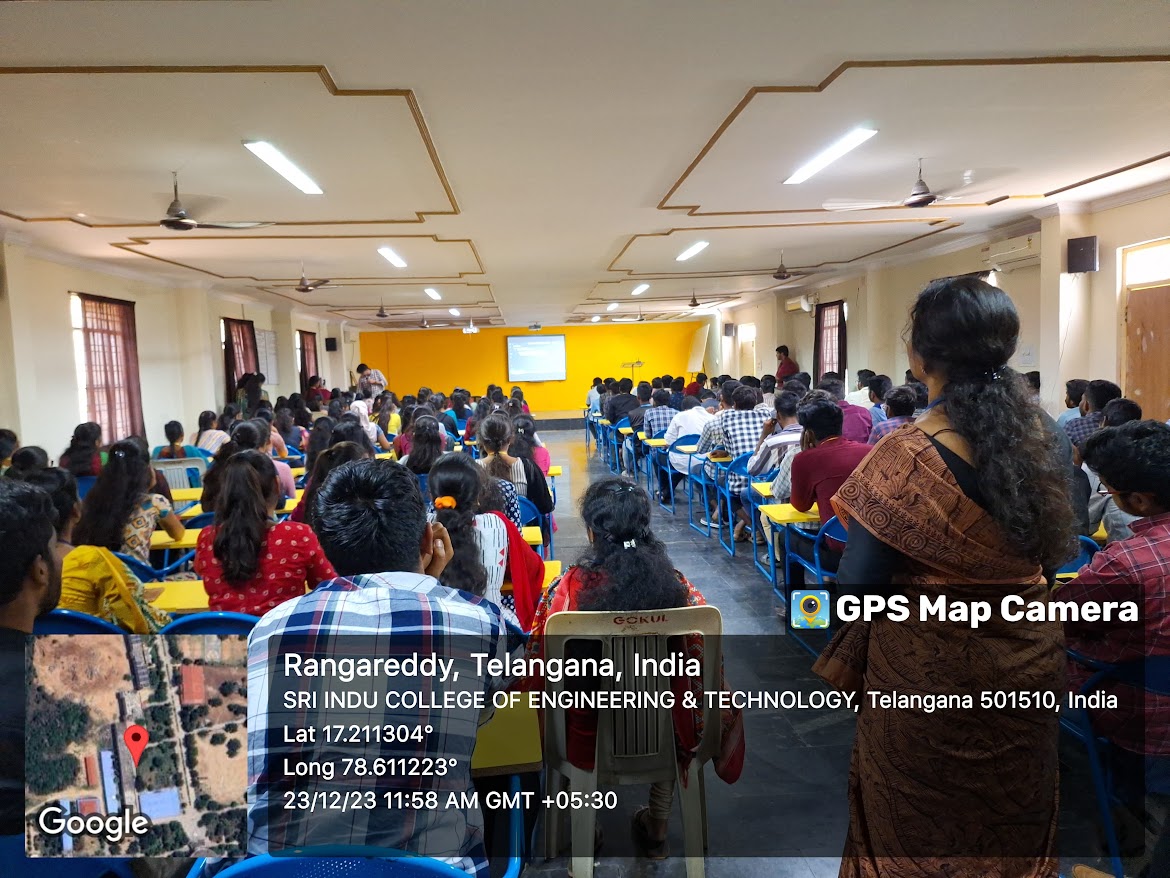 GOKUL
GPS Map Camera
Rangareddy, Telangana, India
SRI INDU COLLEGE OF ENGINEERING & TECHNOLOGY, Telangana 501510, India
Lat 17.211304°
Long 78.611223°
23/12/23 11:58 AM GMT +05:30
Google